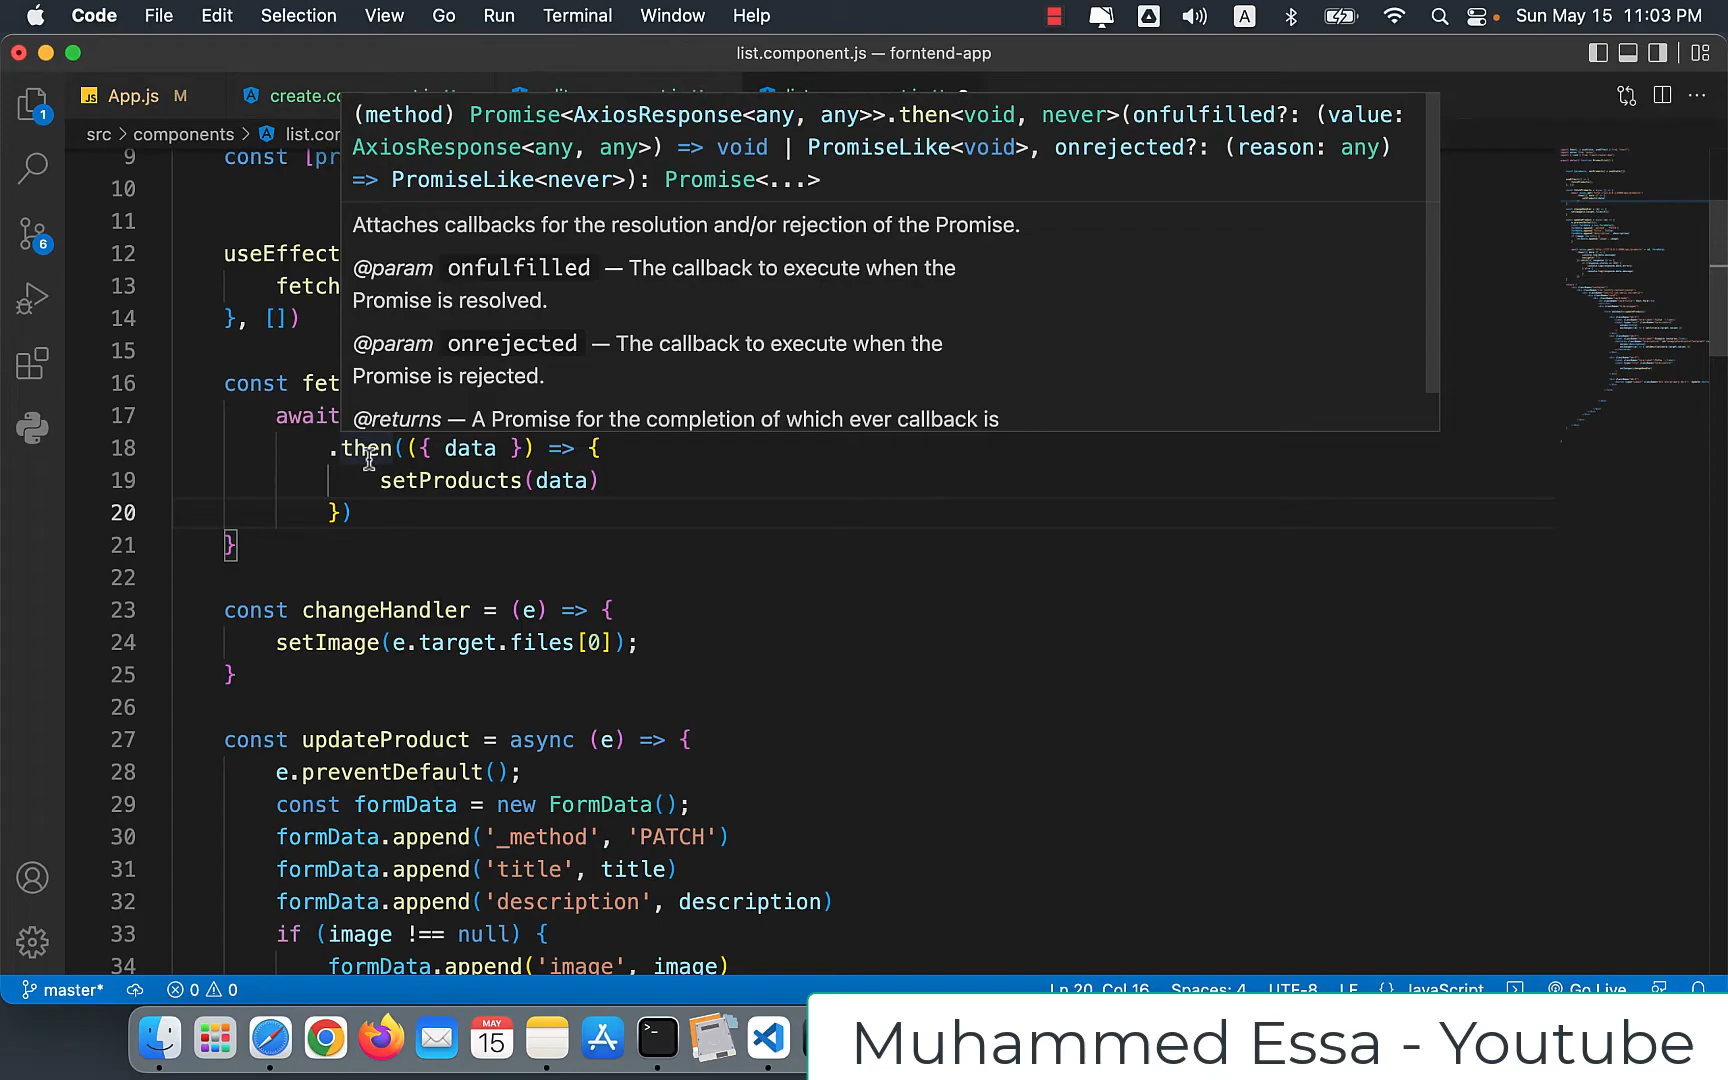 Code File Edit Selection View Go Run Terminal Window Help A Sun May 15 11:03 PM
list.component.js — forntend-app
JS App.js M create.co
src > components > list.cor
(method) Promise<AxiosResponse<any, any>>.then<void, never>(onfulfilled?: (value:
AxiosResponse<any, any>) => void | PromiseLike<void>, onrejected?: (reason: any)
=> PromiseLike<never>): Promise<...>
Attaches callbacks for the resolution and/or rejection of the Promise.
@param onfulfilled — The callback to execute when the
Promise is resolved.
@param onrejected — The callback to execute when the
Promise is rejected.
@returns — A Promise for the completion of which ever callback is
9 const [pr
10
11
12 useEffect
13 fetch
14 }, [])
15
16 const fet
17 await
18 .then(({ data }) => {
19 setProducts(data)
20 })
21 }
22
23 const changeHandler = (e) => {
24 setImage(e.target.files[0]);
25 }
26
27 const updateProduct = async (e) => {
28 e.preventDefault();
29 const formData = new FormData();
30 formData.append('_method', 'PATCH')
31 formData.append('title', title)
32 formData.append('description', description)
33 if (image !== null) {
34 formData.append('image', image)
1
6
master* 0 0 Ln 20, Col 16 Spaces: 4 UTF-8 LF {} JavaScript Go Live
MAY
15
Muhammed Essa - Youtube